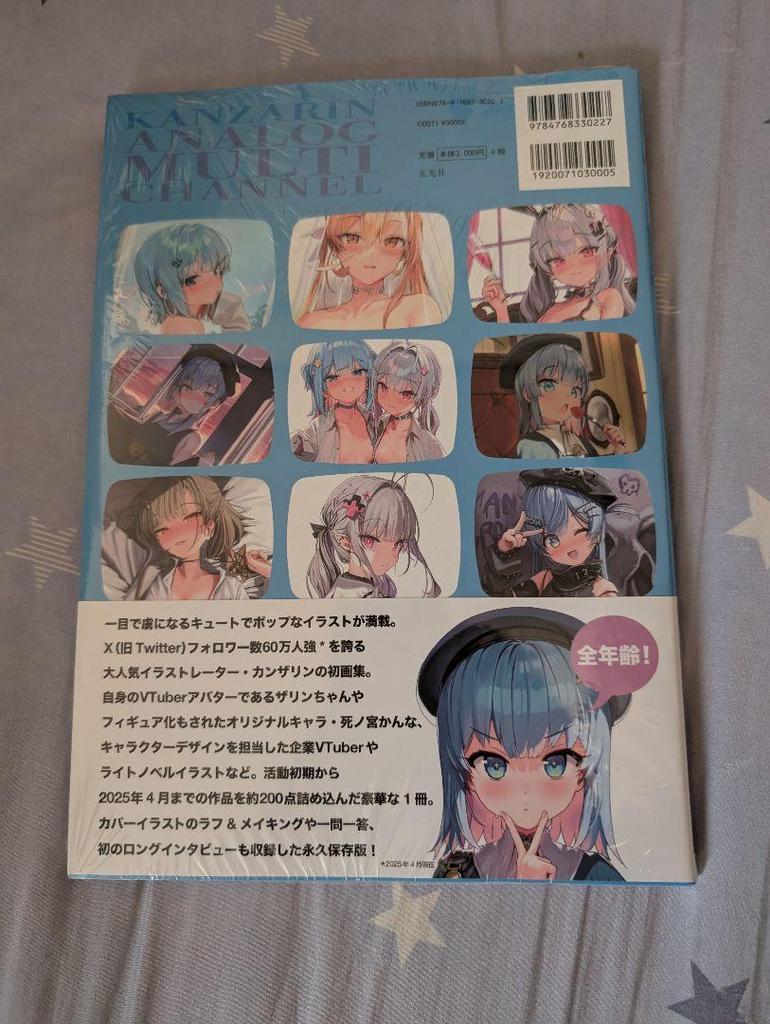 KANZARIN
ANALOG
MULTI
CHANNEL
ISBN978-4-7683-3022-7
C0071 ¥3000E
定価 本体3,000円 +税
玄光社
9784768330227
1920071030005
一目で虜になるキュートでポップなイラストが満載。
X(旧 Twitter)フォロワー数60万人強*を誇る
大人気イラストレーター・カンザリンの初画集。
自身のVTuberアバターであるザリンちゃんや
フィギュア化もされたオリジナルキャラ・死ノ宮かんな、
キャラクターデザインを担当した企業VTuberや
ライトノベルイラストなど。活動初期から
2025年4月までの作品を約200点詰め込んだ豪華な1冊。
カバーイラストのラフ & メイキングや一問一答、
初のロングインタビューも収録した永久保存版!
全年齢!
*2025年4月現在